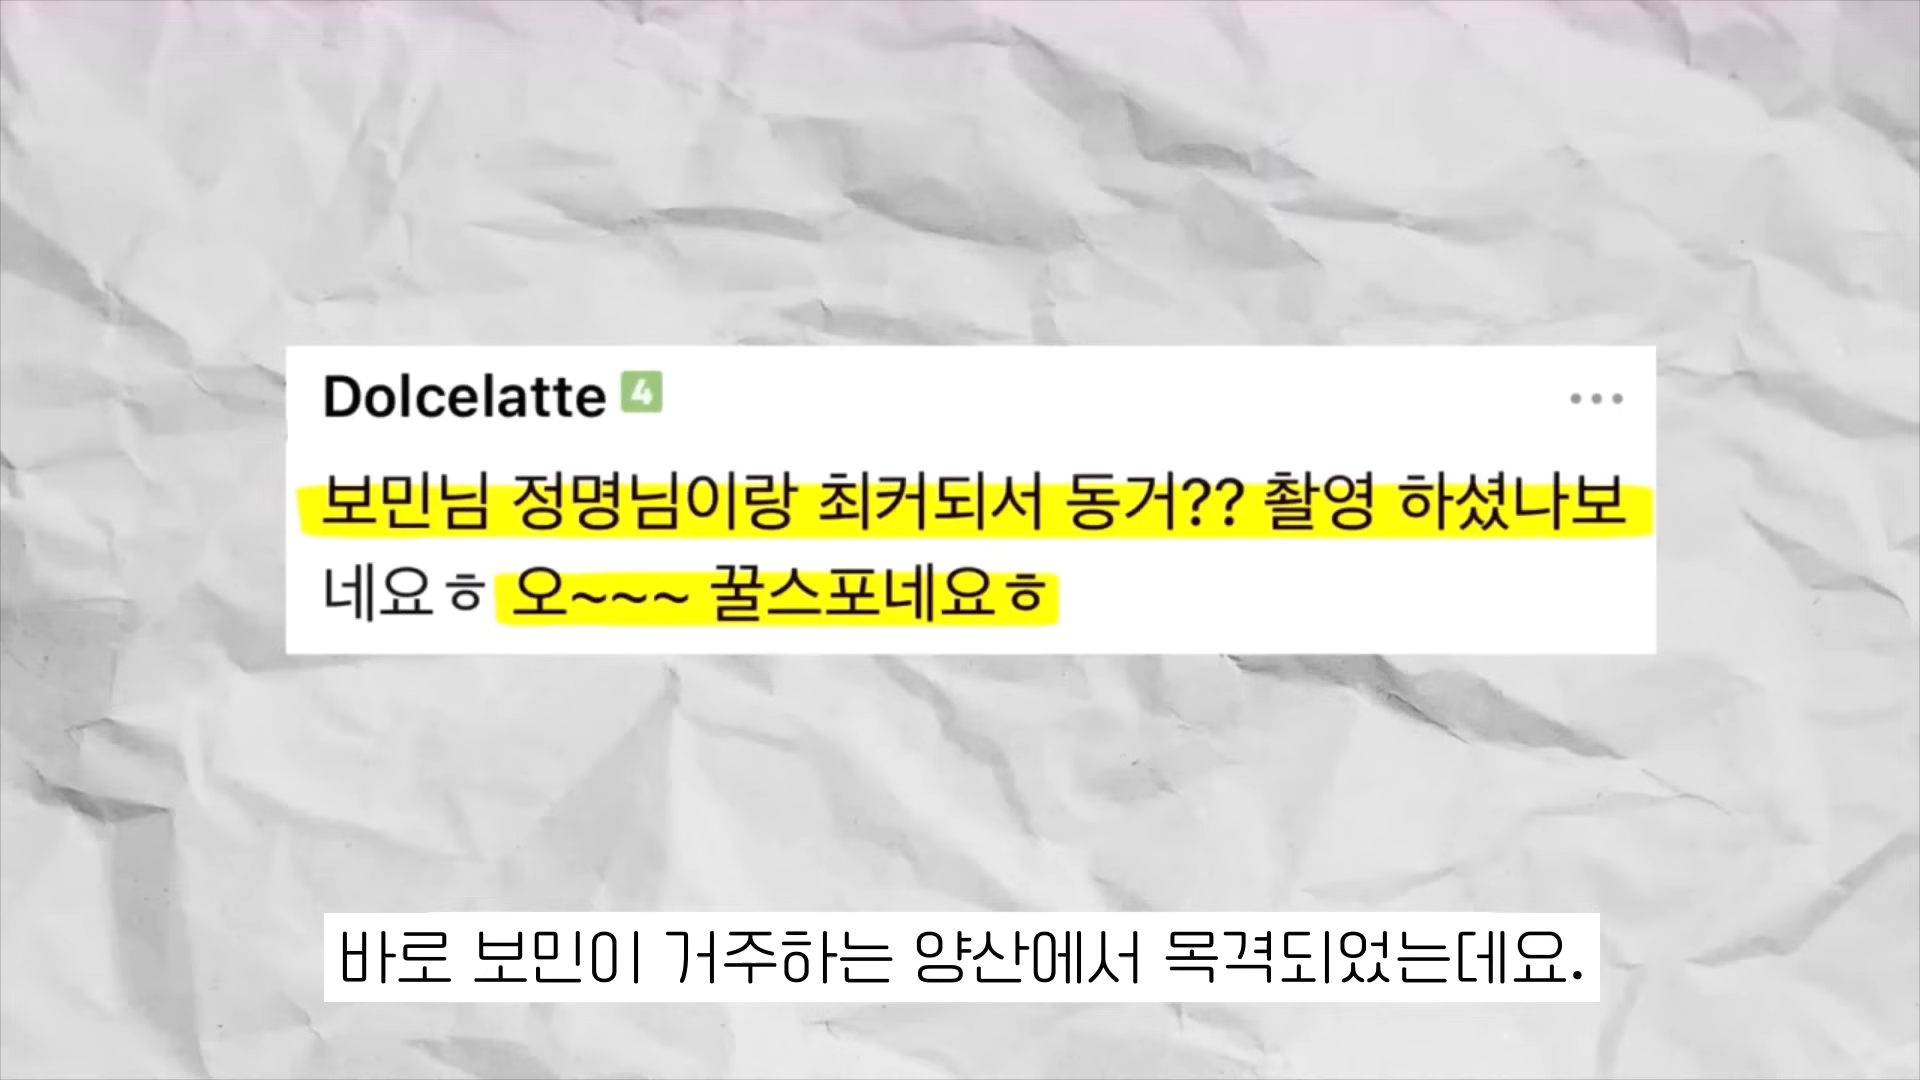 Dolcelatte 4
보민님 정명님이랑 최커되서 동거?? 촬영 하셨나보
네요ㅎ 오~~~ 꿀스포네요ㅎ
바로 보민이 거주하는 양산에서 목격되었는데요.